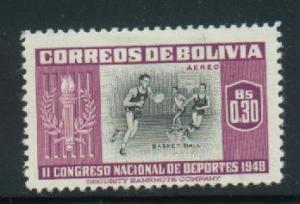 CORREOS DE BOLIVIA
AEREO
Bs
0.30
BASKET BALL
II CONGRESO NACIONAL DE DEPORTES 1948
SECURITY BANKNOTE COMPANY